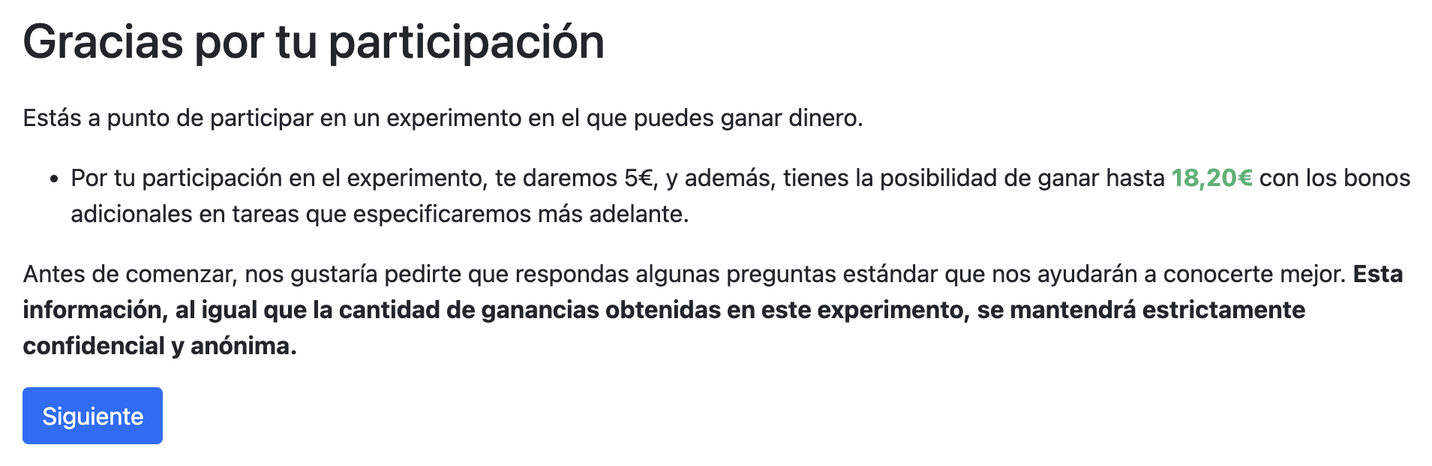 Gracias por tu participación
Estás a punto de participar en un experimento en el que puedes ganar dinero.
• Por tu participación en el experimento, te daremos 5€, y además, tienes la posibilidad de ganar hasta 18,20€ con los bonos
adicionales en tareas que especificaremos más adelante.
Antes de comenzar, nos gustaría pedirte que respondas algunas preguntas estándar que nos ayudarán a conocerte mejor. Esta
información, al igual que la cantidad de ganancias obtenidas en este experimento, se mantendrá estrictamente
confidencial y anónima.
Siguiente